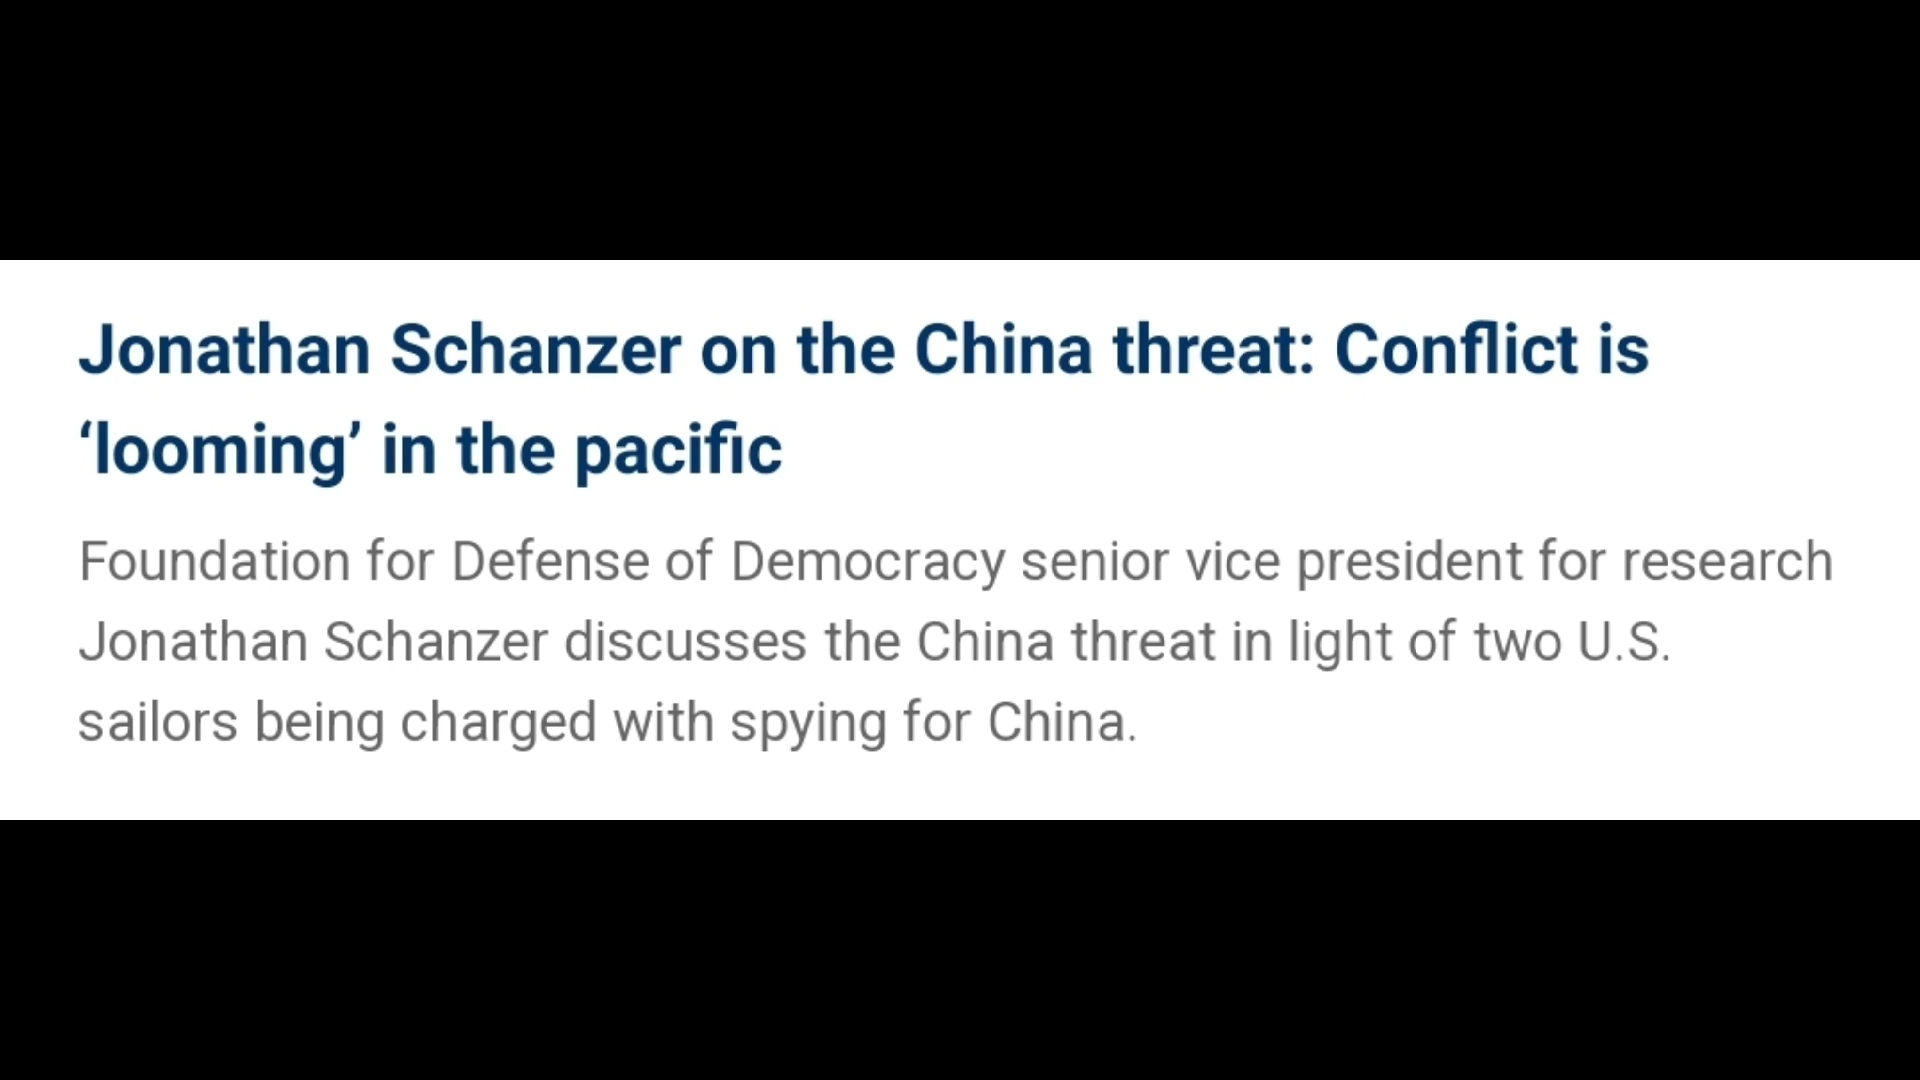 Jonathan Schanzer on the China threat: Conflict is
‘looming’ in the pacific
Foundation for Defense of Democracy senior vice president for research
Jonathan Schanzer discusses the China threat in light of two U.S.
sailors being charged with spying for China.